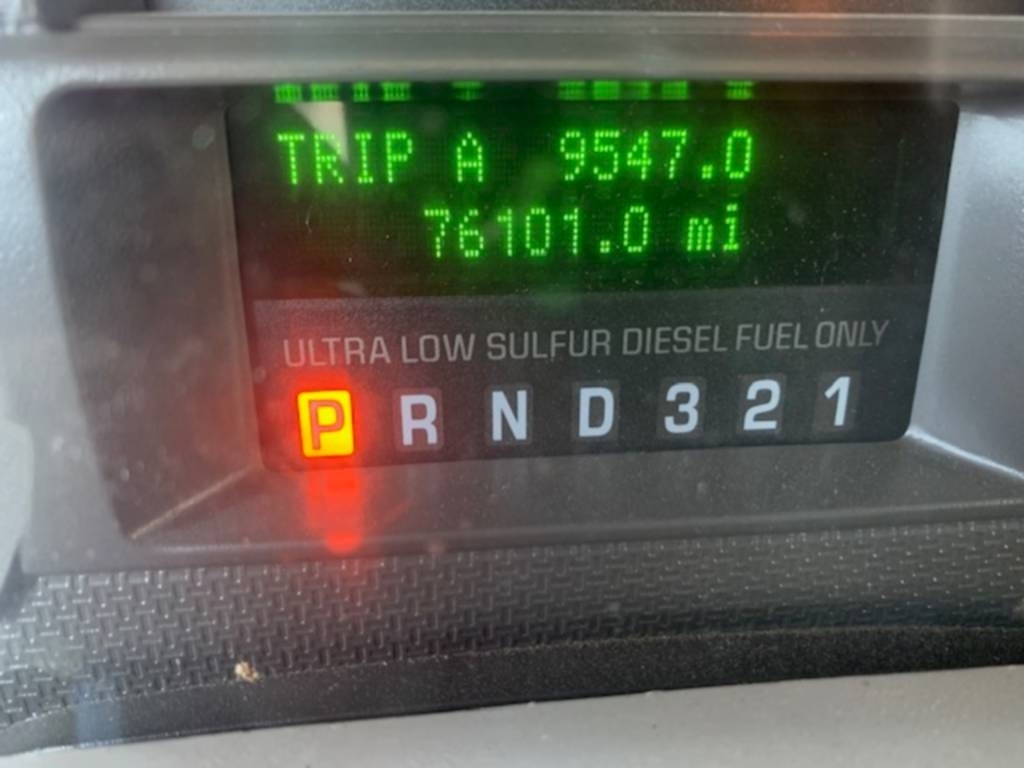 TRIP A 9547.0
76101.0 mi
ULTRA LOW SULFUR DIESEL FUEL ONLY
P R N D 3 2 1